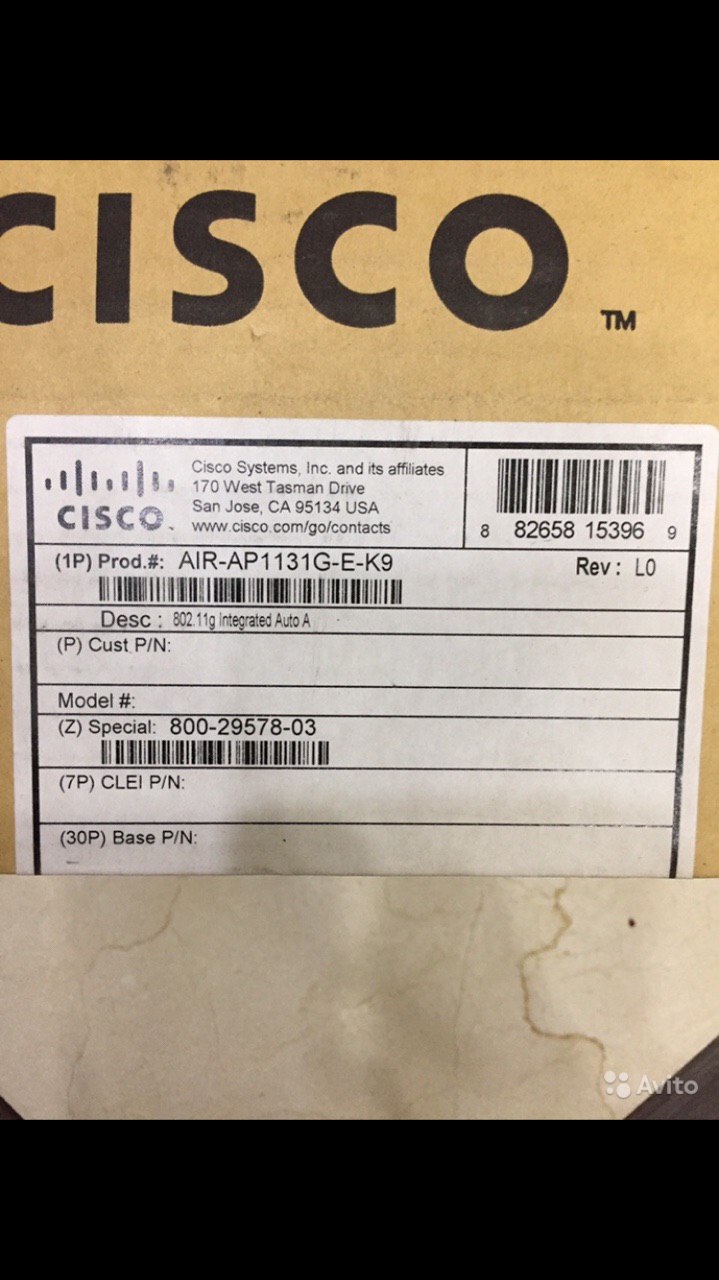 CISCO
TM
CISCO
Cisco Systems, Inc. and its affiliates
170 West Tasman Drive
San Jose, CA 95134 USA
www.cisco.com/go/contacts
8 82658 15396 9
(1P) Prod.#: AIR-AP1131G-E-K9
Rev: L0
Desc : 802.11g Integrated Auto A
(P) Cust P/N:
Model #:
(Z) Special: 800-29578-03
(7P) CLEI P/N:
(30P) Base P/N:
Avito